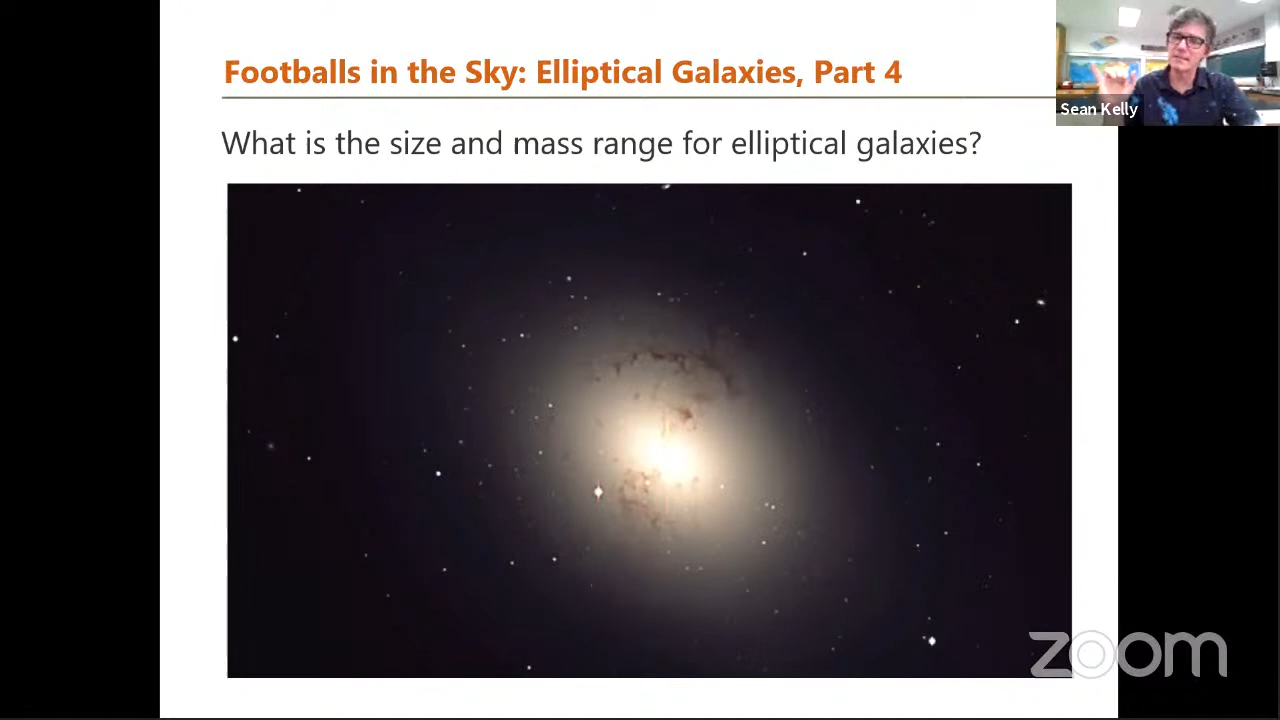 Footballs in the Sky: Elliptical Galaxies, Part 4
Sean Kelly
What is the size and mass range for elliptical galaxies?
zoom